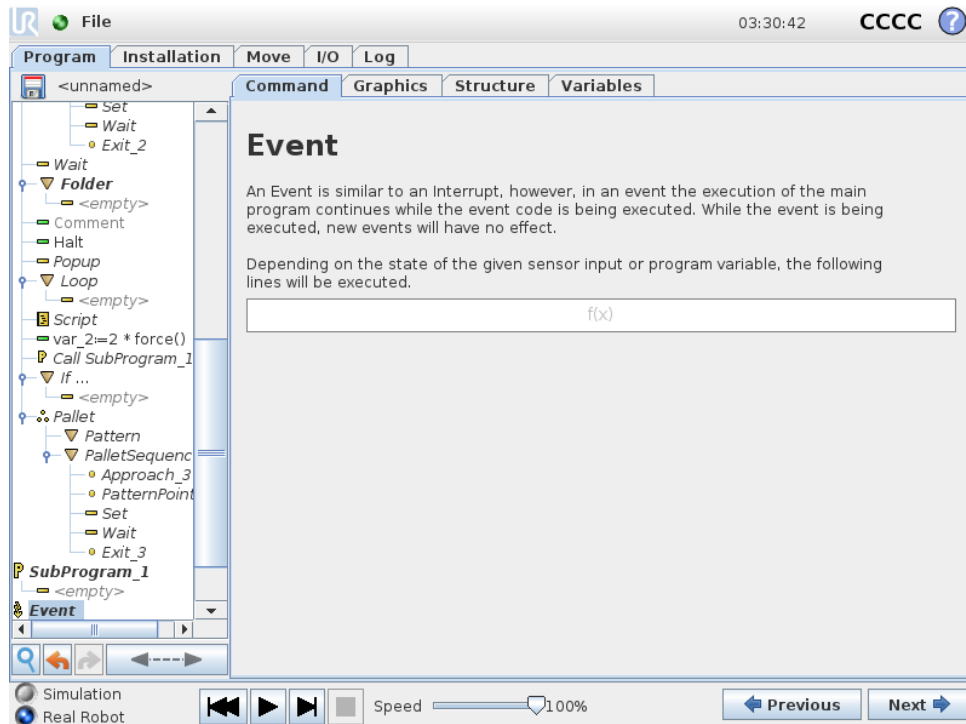 UR File 03:30:42 CCCC ?
Program Installation Move I/O Log
<unnamed>
Command Graphics Structure Variables
Set
Wait
Exit_2
Wait
Folder
<empty>
Comment
Halt
Popup
Loop
<empty>
Script
var_2:=2 * force()
Call SubProgram_1
If ...
<empty>
Pallet
Pattern
PalletSequenc
Approach_3
PatternPoint
Set
Wait
Exit_3
SubProgram_1
<empty>
Event
Event
An Event is similar to an Interrupt, however, in an event the execution of the main
program continues while the event code is being executed. While the event is being
executed, new events will have no effect.
Depending on the state of the given sensor input or program variable, the following
lines will be executed.
f(x)
Simulation
Real Robot
Speed 100%
Previous Next